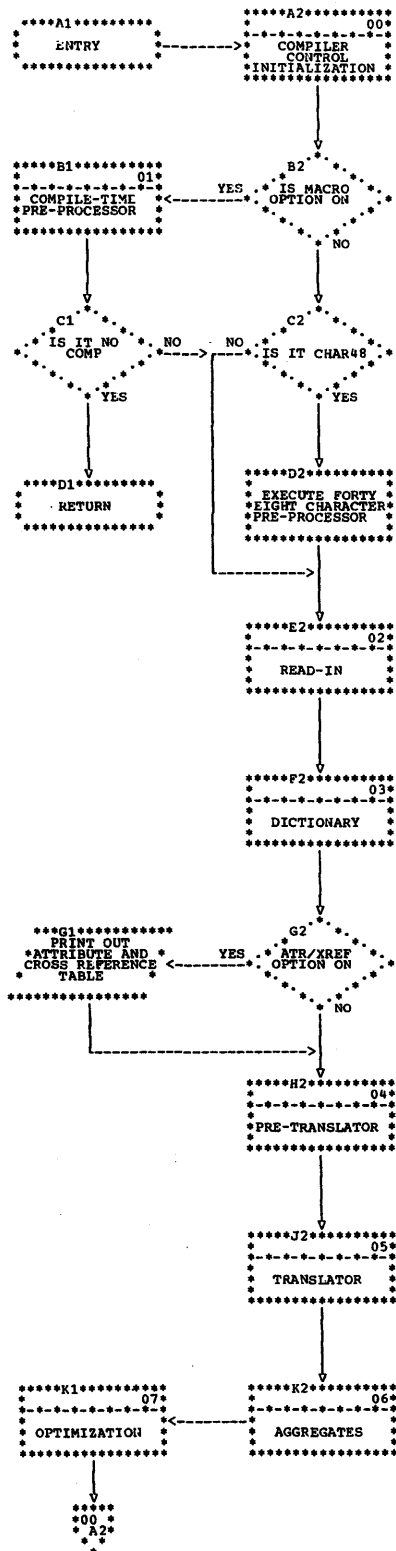 A1
ENTRY
A2
00
COMPILER
CONTROL
INITIALIZATION
B1
01
COMPILE-TIME
PRE-PROCESSOR
YES
B2
IS MACRO
OPTION ON
NO
C1
IS IT NO
COMP
NO
YES
NO
C2
IS IT CHAR48
YES
D1
RETURN
D2
EXECUTE FORTY
EIGHT CHARACTER
PRE-PROCESSOR
E2
02
READ-IN
F2
03
DICTIONARY
G1
PRINT OUT
ATTRIBUTE AND
CROSS REFERENCE
TABLE
YES
G2
ATR/XREF
OPTION ON
NO
H2
04
PRE-TRANSLATOR
J2
05
TRANSLATOR
K1
07
OPTIMIZATION
K2
06
AGGREGATES
00
A2